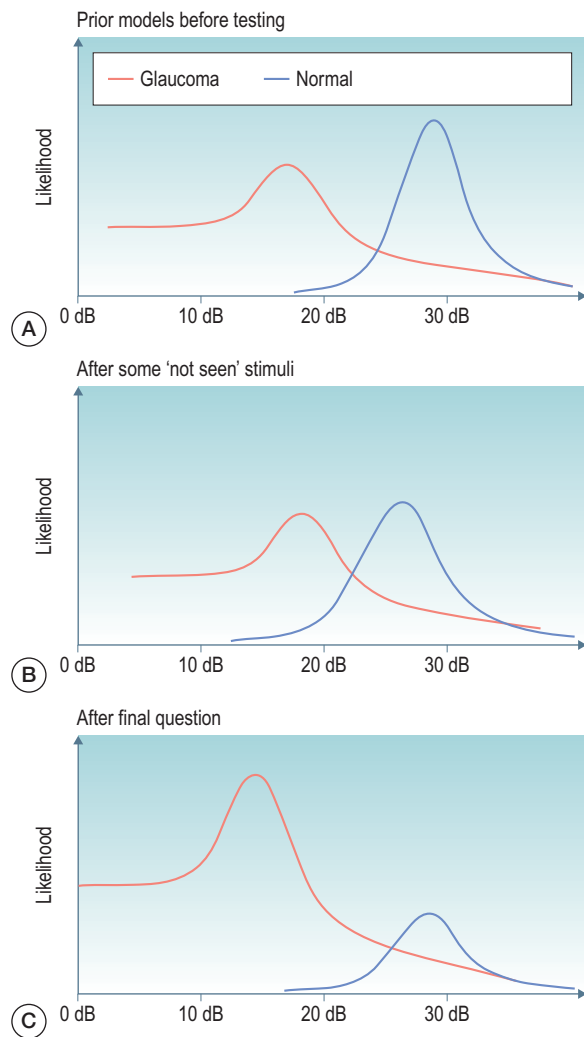 Prior models before testing
Glaucoma
Normal
Likelihood
0 dB
10 dB
20 dB
30 dB
A
After some ‘not seen’ stimuli
Likelihood
0 dB
10 dB
20 dB
30 dB
B
After final question
Likelihood
0 dB
10 dB
20 dB
30 dB
C